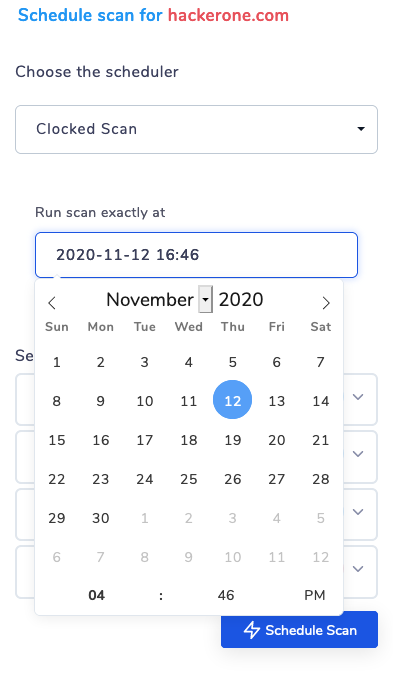 Schedule scan for hackerone.com
Choose the scheduler
Clocked Scan
Run scan exactly at
2020-11-12 16:46
November 2020
Sun Mon Tue Wed Thu Fri Sat
1 2 3 4 5 6 7
8 9 10 11 12 13 14
15 16 17 18 19 20 21
22 23 24 25 26 27 28
29 30 1 2 3 4 5
6 7 8 9 10 11 12
04 : 46 PM
Se
Schedule Scan